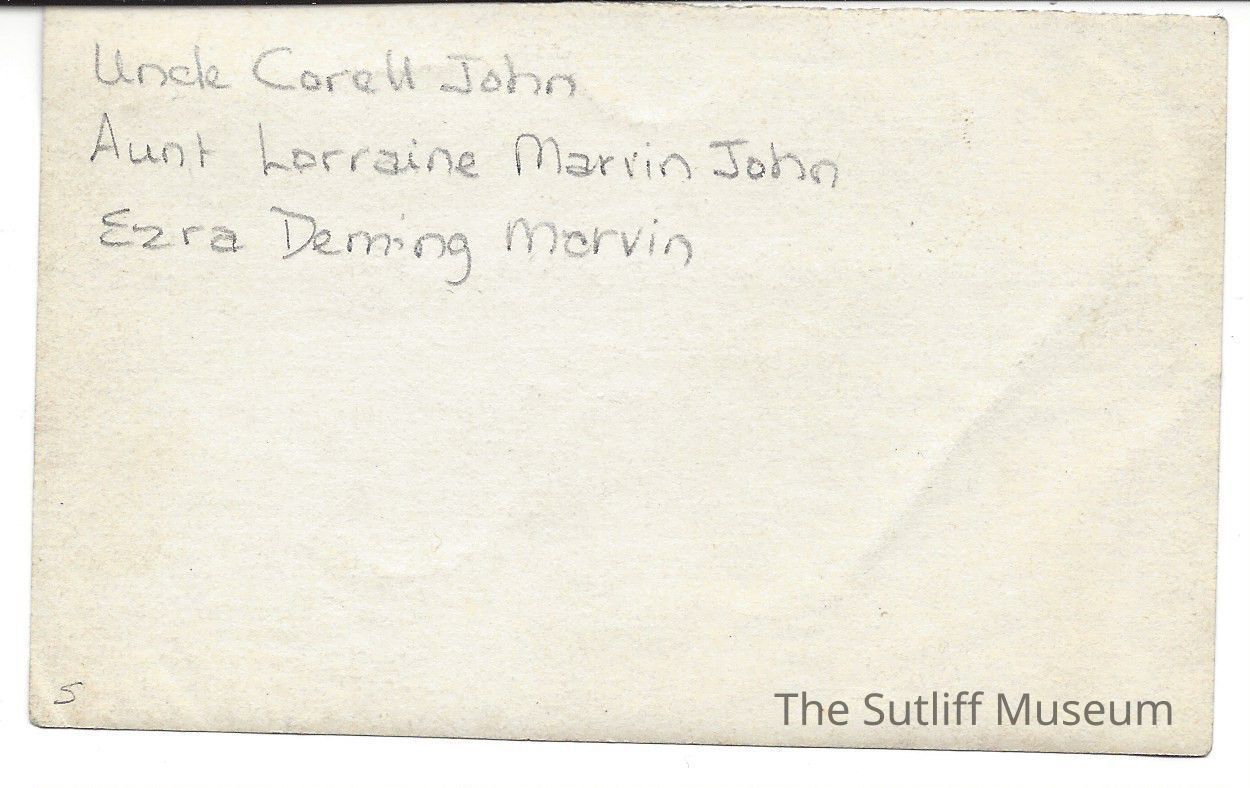 Uncle Corell John
Aunt Lorraine Marvin John
Ezra Deming Marvin
5
The Sutliff Museum